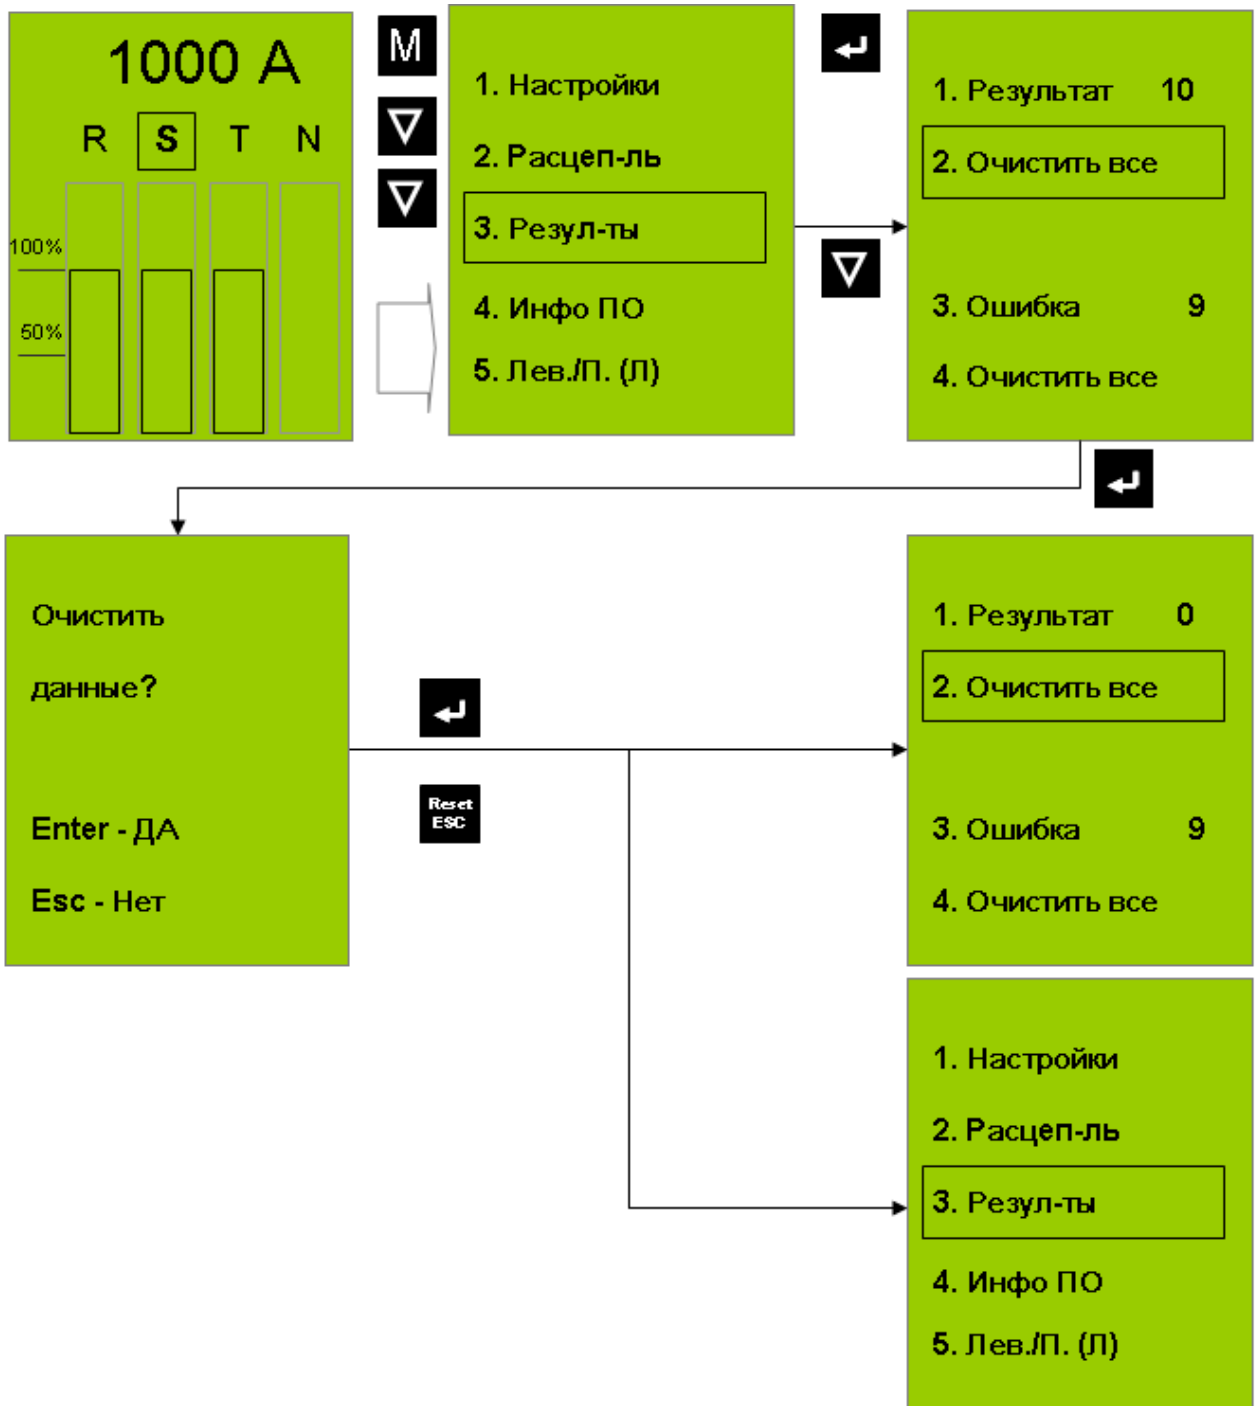 1000 A
R S T N
100%
50%
M
1. Настройки
2. Расцеп-ль
3. Резул-ты
4. Инфо ПО
5. Лев./П. (Л)
1. Результат 10
2. Очистить все
3. Ошибка 9
4. Очистить все
Очистить
данные?
Enter - ДА
Esc - Нет
Reset
ESC
1. Результат 0
2. Очистить все
3. Ошибка 9
4. Очистить все
1. Настройки
2. Расцеп-ль
3. Резул-ты
4. Инфо ПО
5. Лев./П. (Л)